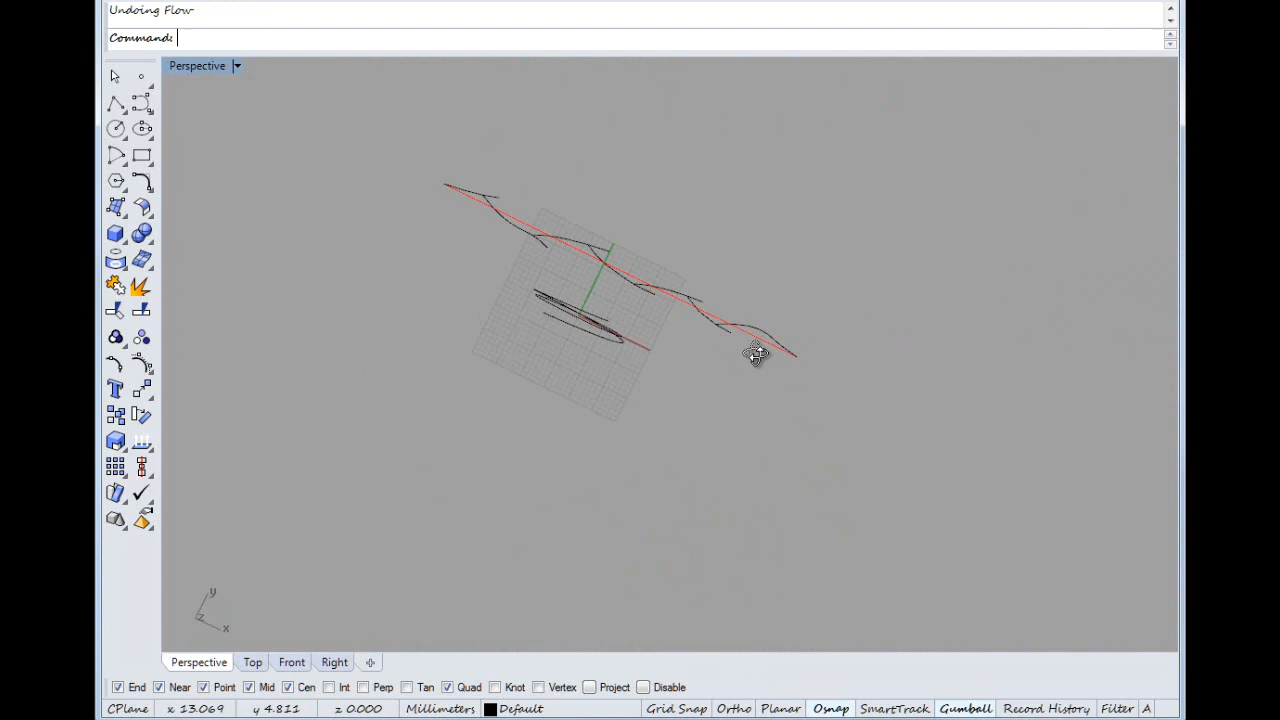 Undoing Flow
Command:
Perspective
y
z
x
Perspective Top Front Right
End Near Point Mid Cen Int Perp Tan Quad Knot Vertex Project Disable
CPlane x 13.069 y 4.811 z 0.000 Millimeters Default Grid Snap Ortho Planar Osnap SmartTrack Gumball Record History Filter A